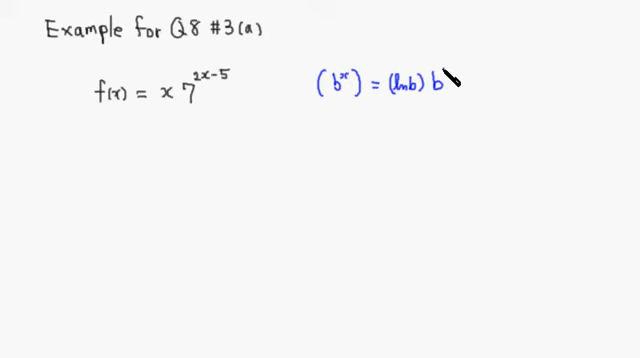 Example for Q8 #3(a)
f(x) = x 7^{2x-5}
(b^x) = (ln b) b